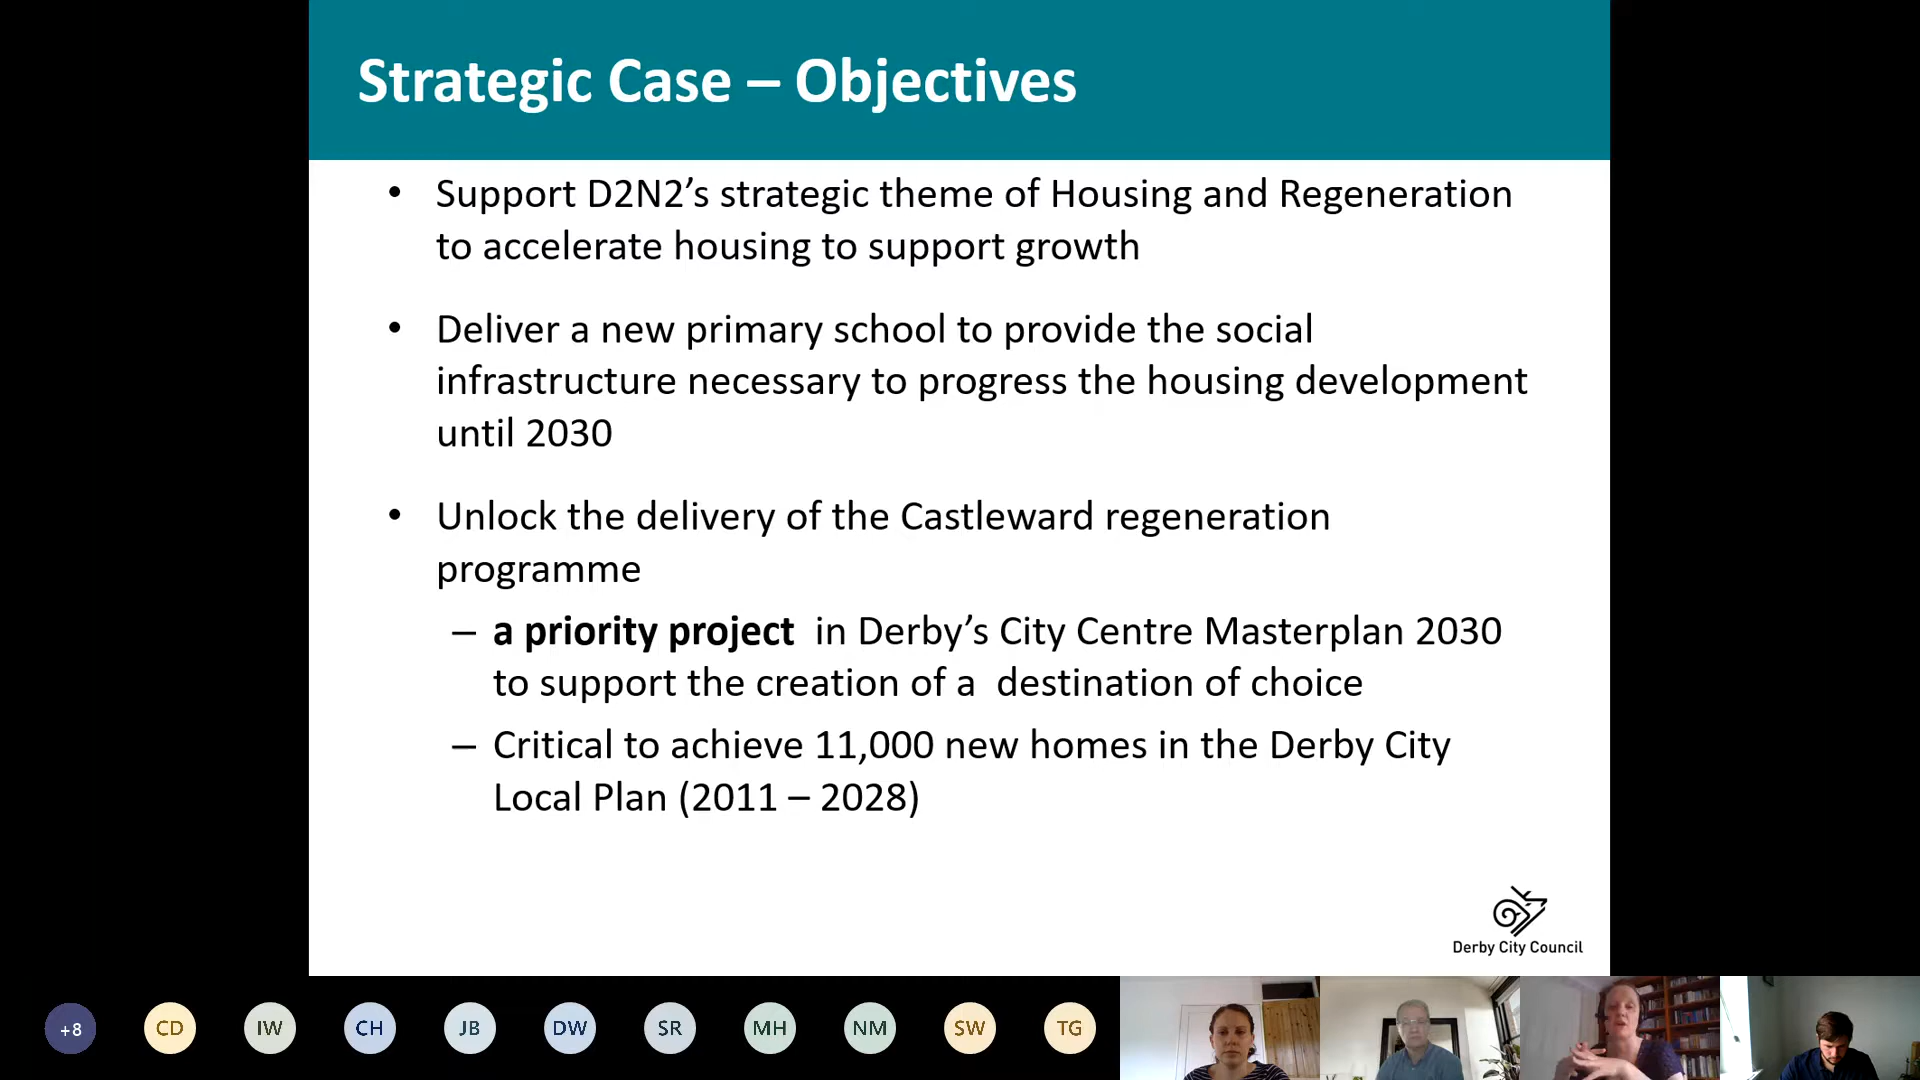 Strategic Case – Objectives
• Support D2N2’s strategic theme of Housing and Regeneration
to accelerate housing to support growth
• Deliver a new primary school to provide the social
infrastructure necessary to progress the housing development
until 2030
• Unlock the delivery of the Castleward regeneration
programme
– a priority project in Derby’s City Centre Masterplan 2030
to support the creation of a destination of choice
– Critical to achieve 11,000 new homes in the Derby City
Local Plan (2011 – 2028)
Derby City Council
+8 CD IW CH JB DW SR MH NM SW TG